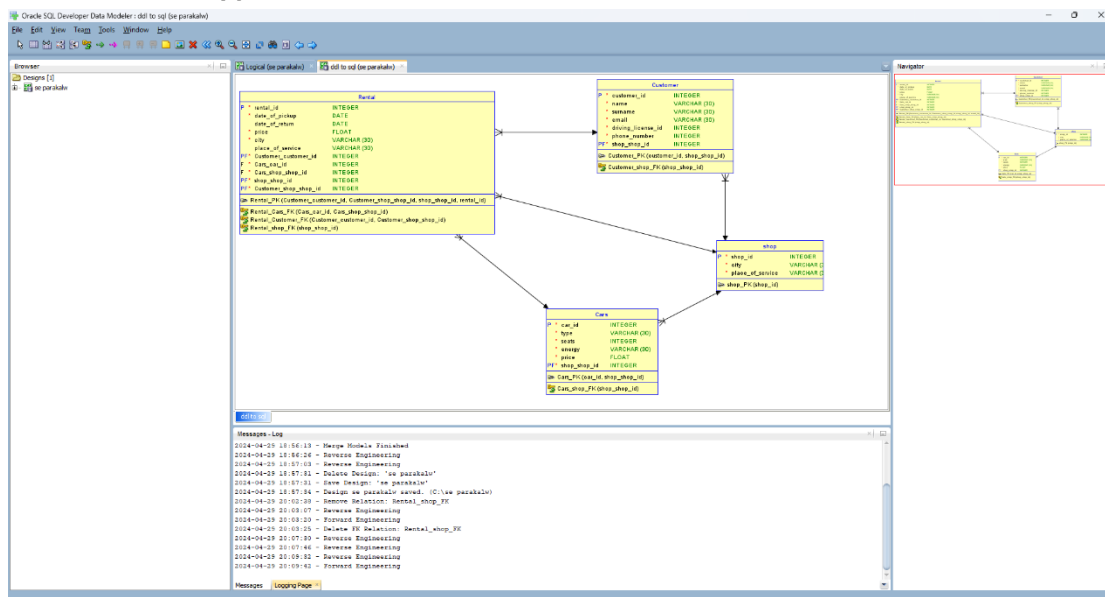 Oracle SQL Developer Data Modeler : ddl to sql (se parakalw)
File Edit View Team Tools Window Help
Browser
Designs [1]
se parakalw
Logical (se parakalw)
ddl to sql (se parakalw)
Rental
P * rental_id INTEGER
* date_of_pickup DATE
date_of_return DATE
* price FLOAT
* city VARCHAR (30)
place_of_service VARCHAR (30)
PF* Customer_customer_id INTEGER
F * Cars_car_id INTEGER
F * Cars_shop_shop_id INTEGER
PF* shop_shop_id INTEGER
PF* Customer_shop_shop_id INTEGER
Rental_PK (Customer_customer_id, Customer_shop_shop_id, shop_shop_id, rental_id)
Rental_Cars_FK (Cars_car_id, Cars_shop_shop_id)
Rental_Customer_FK (Customer_customer_id, Customer_shop_shop_id)
Rental_shop_FK (shop_shop_id)
Customer
P * customer_id INTEGER
* name VARCHAR (30)
* surname VARCHAR (30)
* email VARCHAR (30)
* driving_license_id INTEGER
* phone_number INTEGER
PF* shop_shop_id INTEGER
Customer_PK (customer_id, shop_shop_id)
Customer_shop_FK (shop_shop_id)
shop
P * shop_id INTEGER
* city VARCHAR (
* place_of_service VARCHAR (
shop_PK (shop_id)
Cars
P * car_id INTEGER
* type VARCHAR (30)
* seats INTEGER
* energy VARCHAR (30)
* price FLOAT
PF* shop_shop_id INTEGER
Cars_PK (car_id, shop_shop_id)
Cars_shop_FK (shop_shop_id)
ddl to sql
Navigator
Messages - Log
2024-04-29 18:56:13 - Merge Models Finished
2024-04-29 18:56:26 - Reverse Engineering
2024-04-29 18:57:03 - Reverse Engineering
2024-04-29 18:57:31 - Delete Design: 'se parakalw'
2024-04-29 18:57:31 - Save Design: 'se parakalw'
2024-04-29 18:57:34 - Design se parakalw saved. (C:\se parakalw)
2024-04-29 20:02:38 - Remove Relation: Rental_shop_FK
2024-04-29 20:03:07 - Reverse Engineering
2024-04-29 20:03:20 - Forward Engineering
2024-04-29 20:03:25 - Delete FK Relation: Rental_shop_FK
2024-04-29 20:07:30 - Reverse Engineering
2024-04-29 20:07:46 - Reverse Engineering
2024-04-29 20:09:32 - Reverse Engineering
2024-04-29 20:09:42 - Forward Engineering
Messages
Logging Page